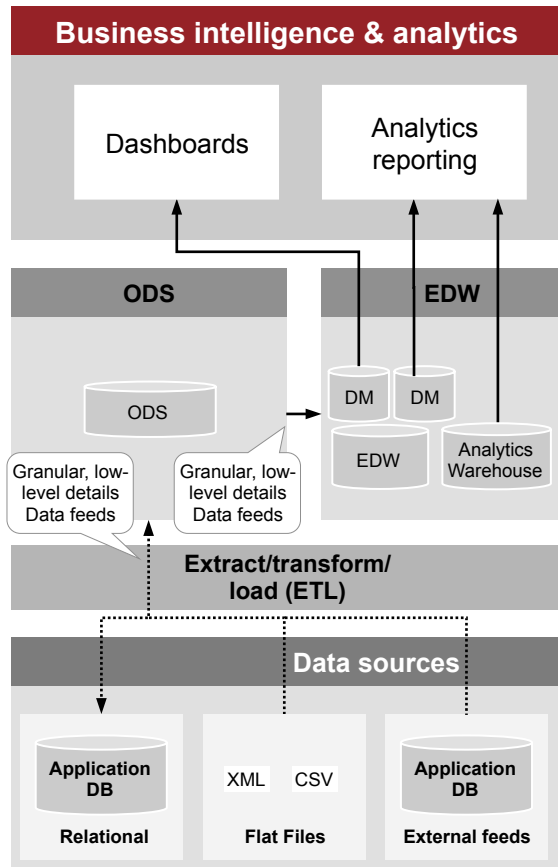 Business intelligence & analytics
Dashboards
Analytics
reporting
ODS
EDW
ODS
DM
DM
EDW
Analytics
Warehouse
Granular, low-
level details
Data feeds
Granular, low-
level details
Data feeds
Extract/transform/
load (ETL)
Data sources
Application
DB
Relational
XML
CSV
Flat Files
Application
DB
External feeds